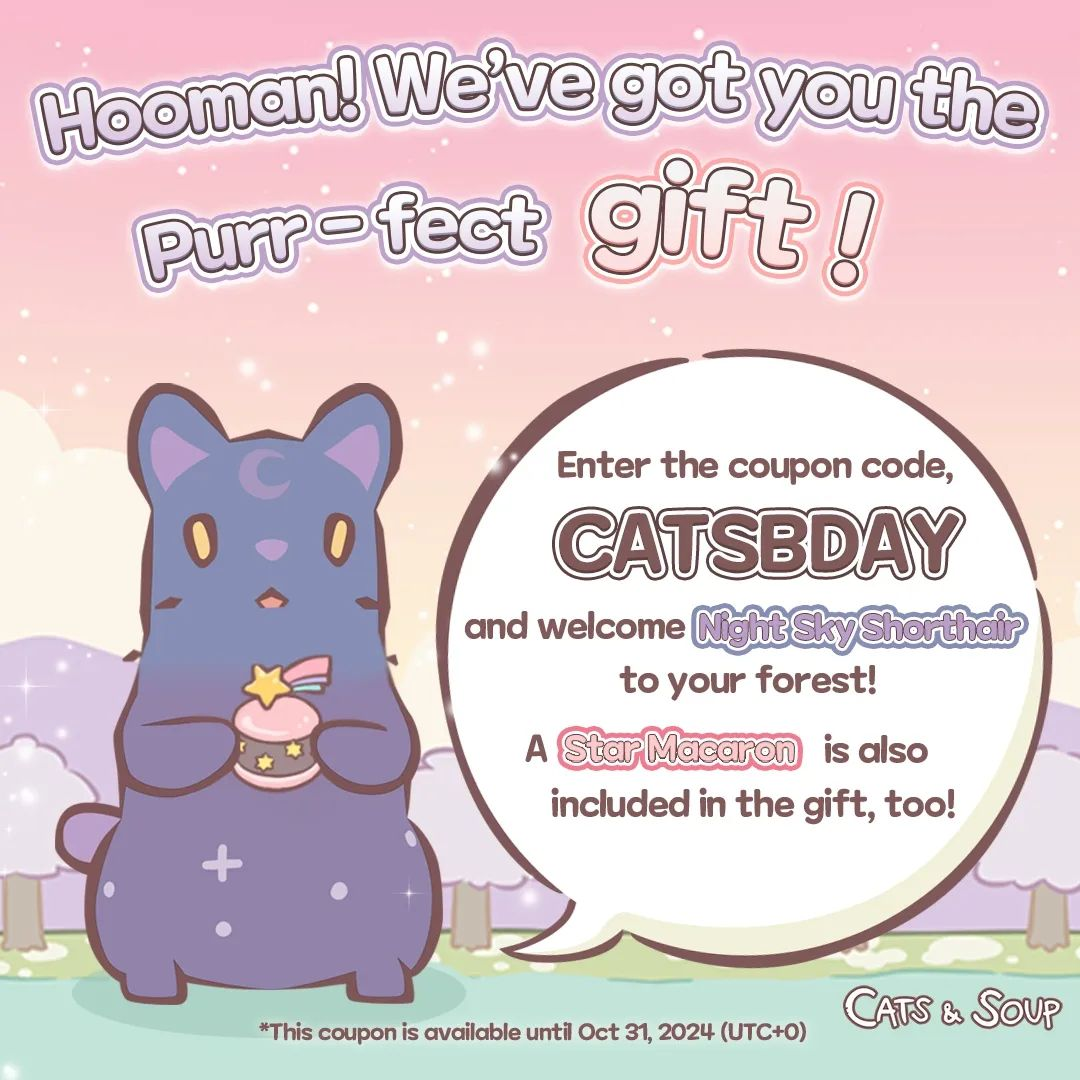 Hooman! We've got you the
Purr - fect gift!
Enter the coupon code,
CATSBDAY
and welcome Night Sky Shorthair
to your forest!
A Star Macaron is also
included in the gift, too!
CATS & SOUP
*This coupon is available until Oct 31, 2024 (UTC+0)